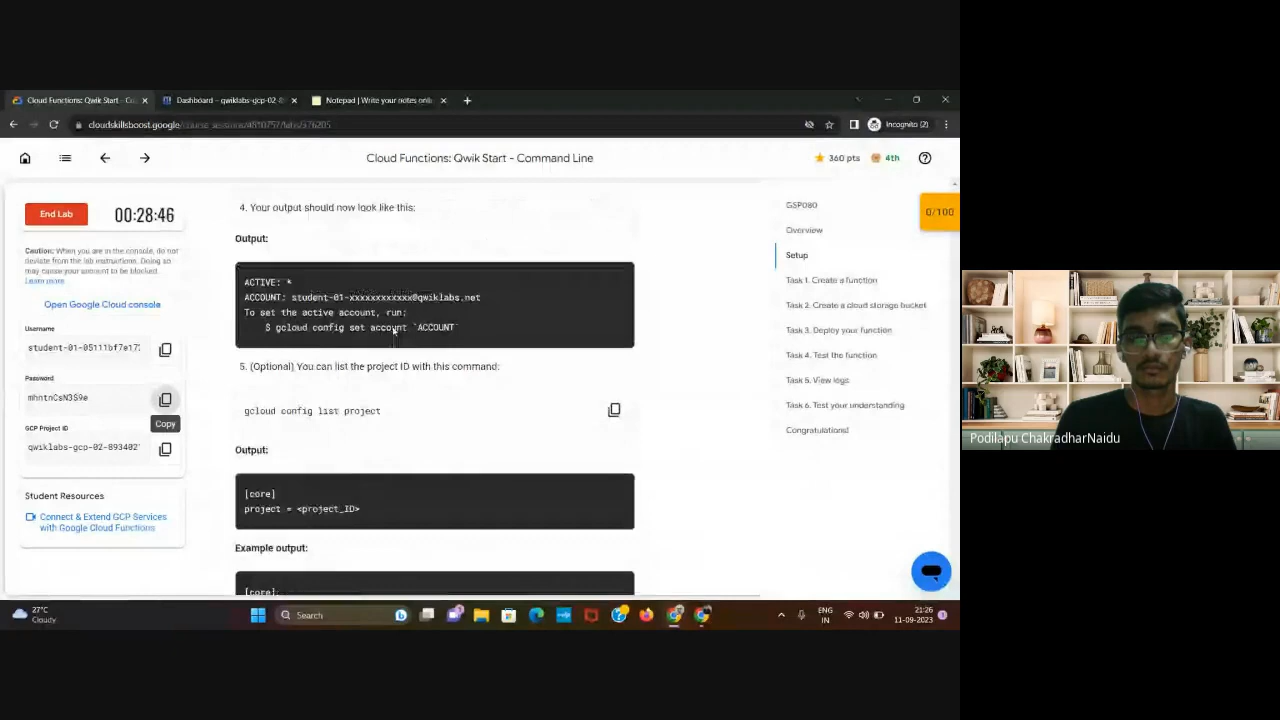 Cloud Functions: Qwik Start - Co
Dashboard – qwiklabs-gcp-02-8
Notepad | Write your notes onli
cloudskillsboost.google/course_sessions/4810757/labs/376205
Incognito (2)
Cloud Functions: Qwik Start - Command Line
360 pts
4th
End Lab
00:28:46
Caution: When you are in the console, do not
deviate from the lab instructions. Doing so
may cause your account to be blocked.
Learn more.
Open Google Cloud console
Username
student-01-05111bf7e17
Password
mhntnCsN3S9e
Copy
GCP Project ID
qwiklabs-gcp-02-893402
Student Resources
Connect & Extend GCP Services
with Google Cloud Functions
4. Your output should now look like this:
Output:
ACTIVE: *
ACCOUNT: student-01-xxxxxxxxxxxx@qwiklabs.net
To set the active account, run:
$ gcloud config set account `ACCOUNT`
5. (Optional) You can list the project ID with this command:
gcloud config list project
Output:
[core]
project = <project_ID>
Example output:
[core]
GSP080
Overview
Setup
Task 1. Create a function
Task 2. Create a cloud storage bucket
Task 3. Deploy your function
Task 4. Test the function
Task 5. View logs
Task 6. Test your understanding
Congratulations!
0/100
Podilapu ChakradharNaidu
27°C
Cloudy
Search
ENG
IN
21:26
11-09-2023